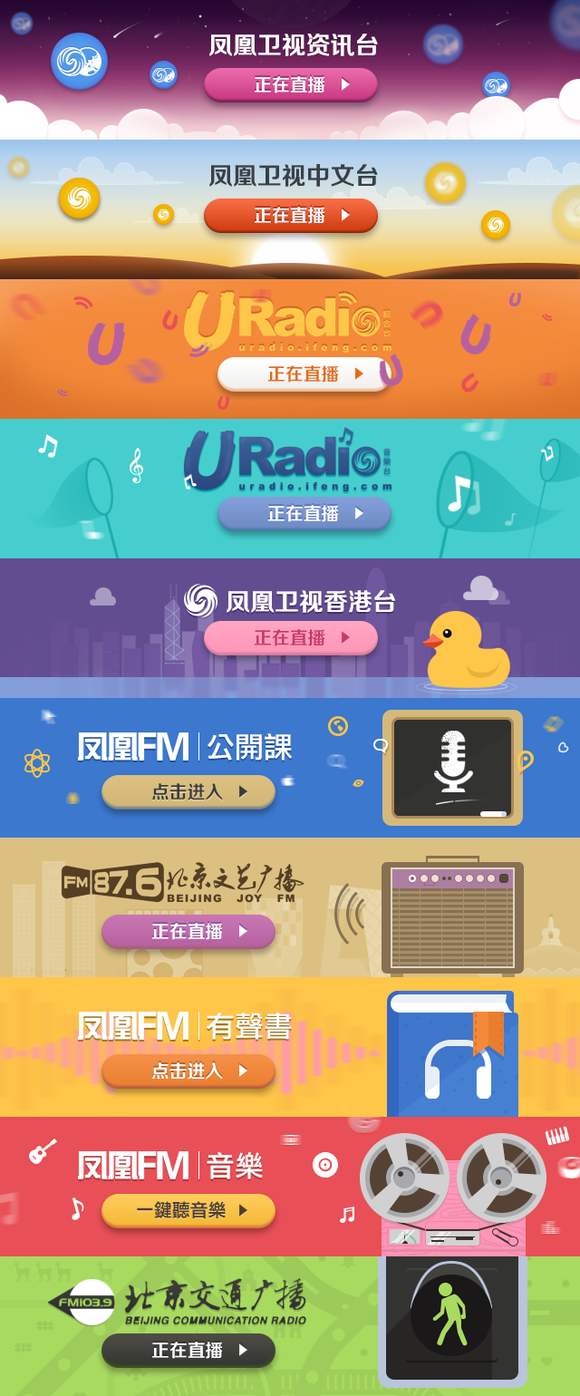 凤凰卫视资讯台
正在直播
凤凰卫视中文台
正在直播
URadio 綜合台
uradio.ifeng.com
正在直播
URadio 音樂台
uradio.ifeng.com
正在直播
凤凰卫视香港台
正在直播
凤凰FM 公開課
点击进入
FM 87.6 北京文艺广播
BEIJING JOY FM
正在直播
凤凰FM 有聲書
点击进入
凤凰FM 音樂
一鍵聽音樂
FM103.9 北京交通广播
BEIJING COMMUNICATION RADIO
正在直播